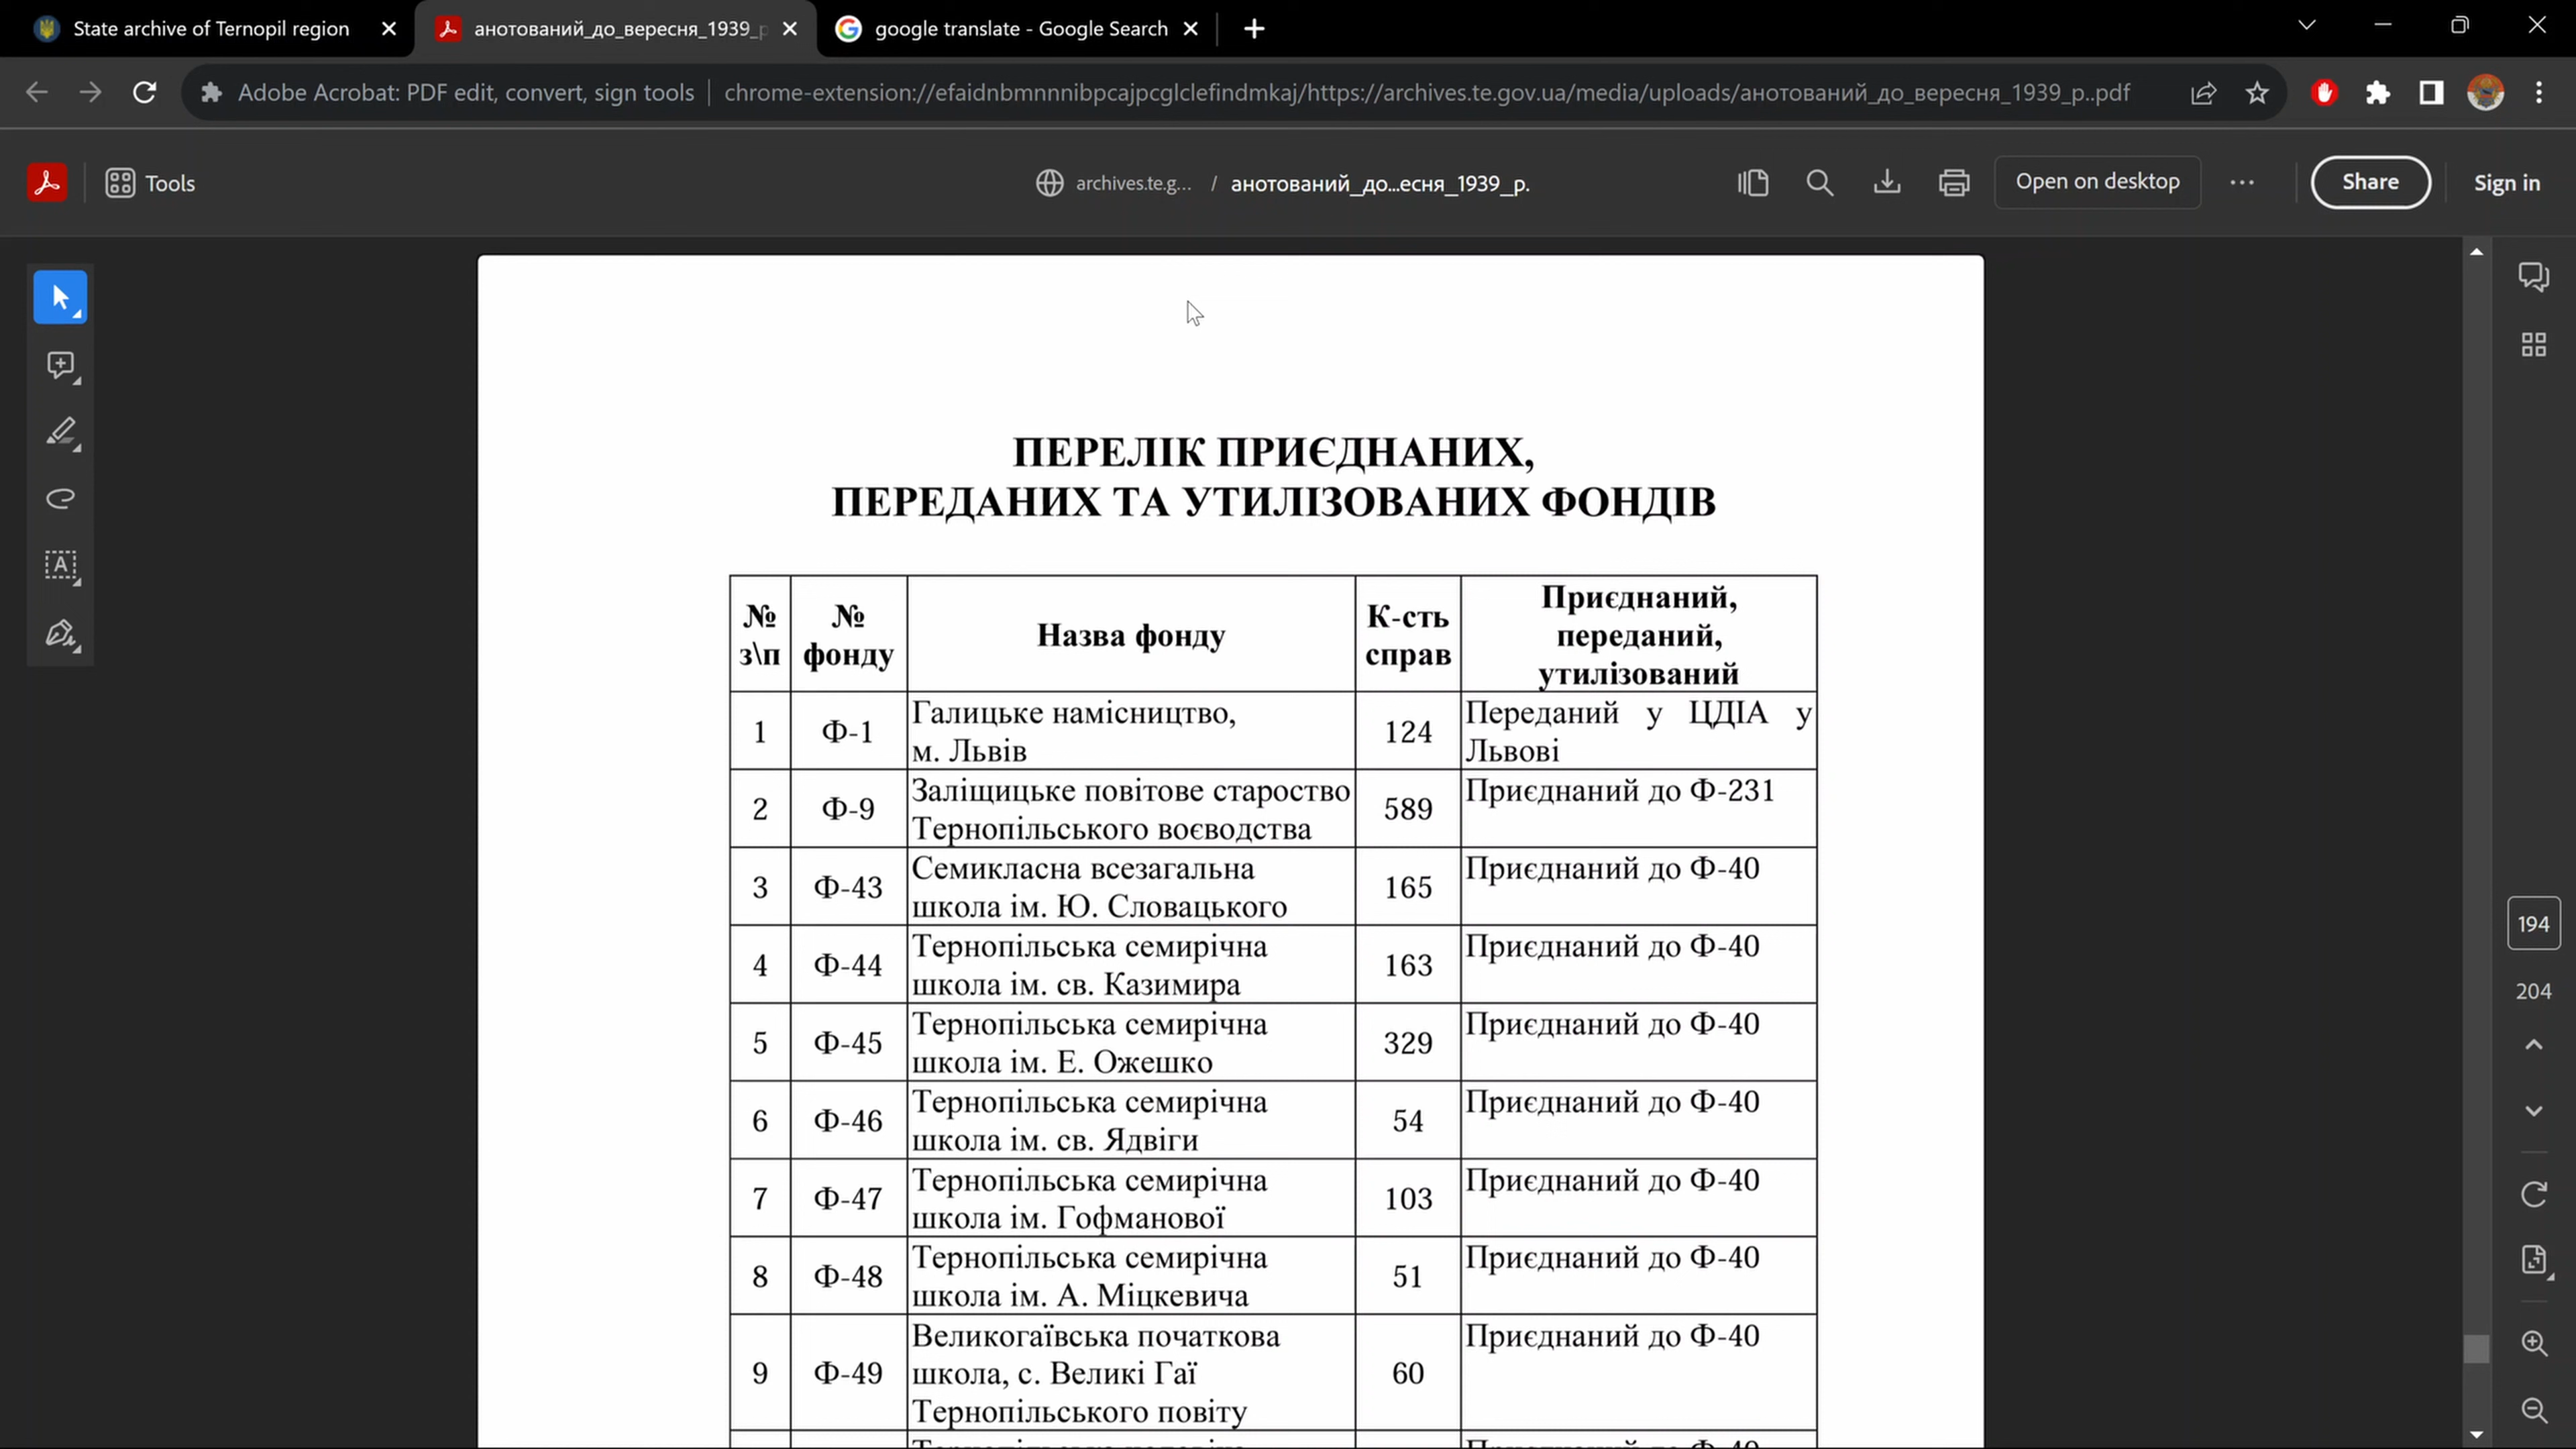 State archive of Ternopil region
анотований_до_вересня_1939_р
google translate - Google Search
Adobe Acrobat: PDF edit, convert, sign tools
chrome-extension://efaidnbmnnnibpcajpcglclefindmkaj/https://archives.te.gov.ua/media/uploads/анотований_до_вересня_1939_р..pdf
Tools
archives.te.g... / анотований_до...есня_1939_р.
Open on desktop
Share
Sign in
ПЕРЕЛІК ПРИЄДНАНИХ,
ПЕРЕДАНИХ ТА УТИЛІЗОВАНИХ ФОНДІВ
№ з\п
№ фонду
Назва фонду
К-сть справ
Приєднаний, переданий, утилізований
1 Ф-1 Галицьке намісництво, м. Львів 124 Переданий у ЦДІА у Львові
2 Ф-9 Заліщицьке повітове староство Тернопільського воєводства 589 Приєднаний до Ф-231
3 Ф-43 Семикласна всезагальна школа ім. Ю. Словацького 165 Приєднаний до Ф-40
4 Ф-44 Тернопільська семирічна школа ім. св. Казимира 163 Приєднаний до Ф-40
5 Ф-45 Тернопільська семирічна школа ім. Е. Ожешко 329 Приєднаний до Ф-40
6 Ф-46 Тернопільська семирічна школа ім. св. Ядвіги 54 Приєднаний до Ф-40
7 Ф-47 Тернопільська семирічна школа ім. Гофманової 103 Приєднаний до Ф-40
8 Ф-48 Тернопільська семирічна школа ім. А. Міцкевича 51 Приєднаний до Ф-40
9 Ф-49 Великогаївська початкова школа, с. Великі Гаї Тернопільського повіту 60 Приєднаний до Ф-40
194
204